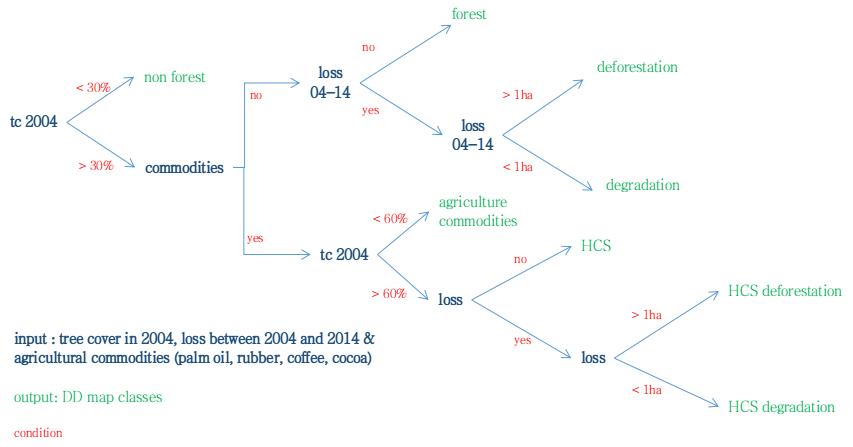 forest
no
non forest
loss
04–14
deforestation
< 30%
no
> 1ha
yes
tc 2004
loss
04–14
> 30%
commodities
< 1ha
degradation
agriculture
commodities
< 60%
yes
tc 2004
no
HCS
> 60%
loss
HCS deforestation
> 1ha
yes
loss
input : tree cover in 2004, loss between 2004 and 2014 &
agricultural commodities (palm oil, rubber, coffee, cocoa)
< 1ha
output: DD map classes
HCS degradation
condition